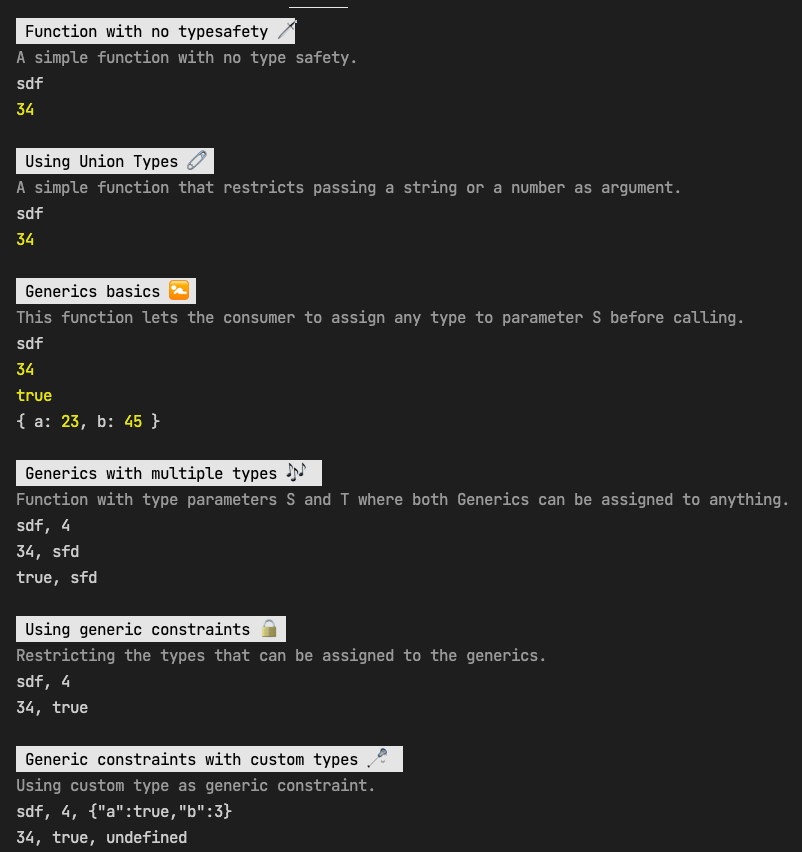 Function with no typesafety 🪡
A simple function with no type safety.
sdf
34
Using Union Types 🧷
A simple function that restricts passing a string or a number as argument.
sdf
34
Generics basics
This function lets the consumer to assign any type to parameter S before calling.
sdf
34
true
{ a: 23, b: 45 }
Generics with multiple types 🎶
Function with type parameters S and T where both Generics can be assigned to anything.
sdf, 4
34, sfd
true, sfd
Using generic constraints 🔒
Restricting the types that can be assigned to the generics.
sdf, 4
34, true
Generic constraints with custom types
Using custom type as generic constraint.
sdf, 4, {"a":true,"b":3}
34, true, undefined